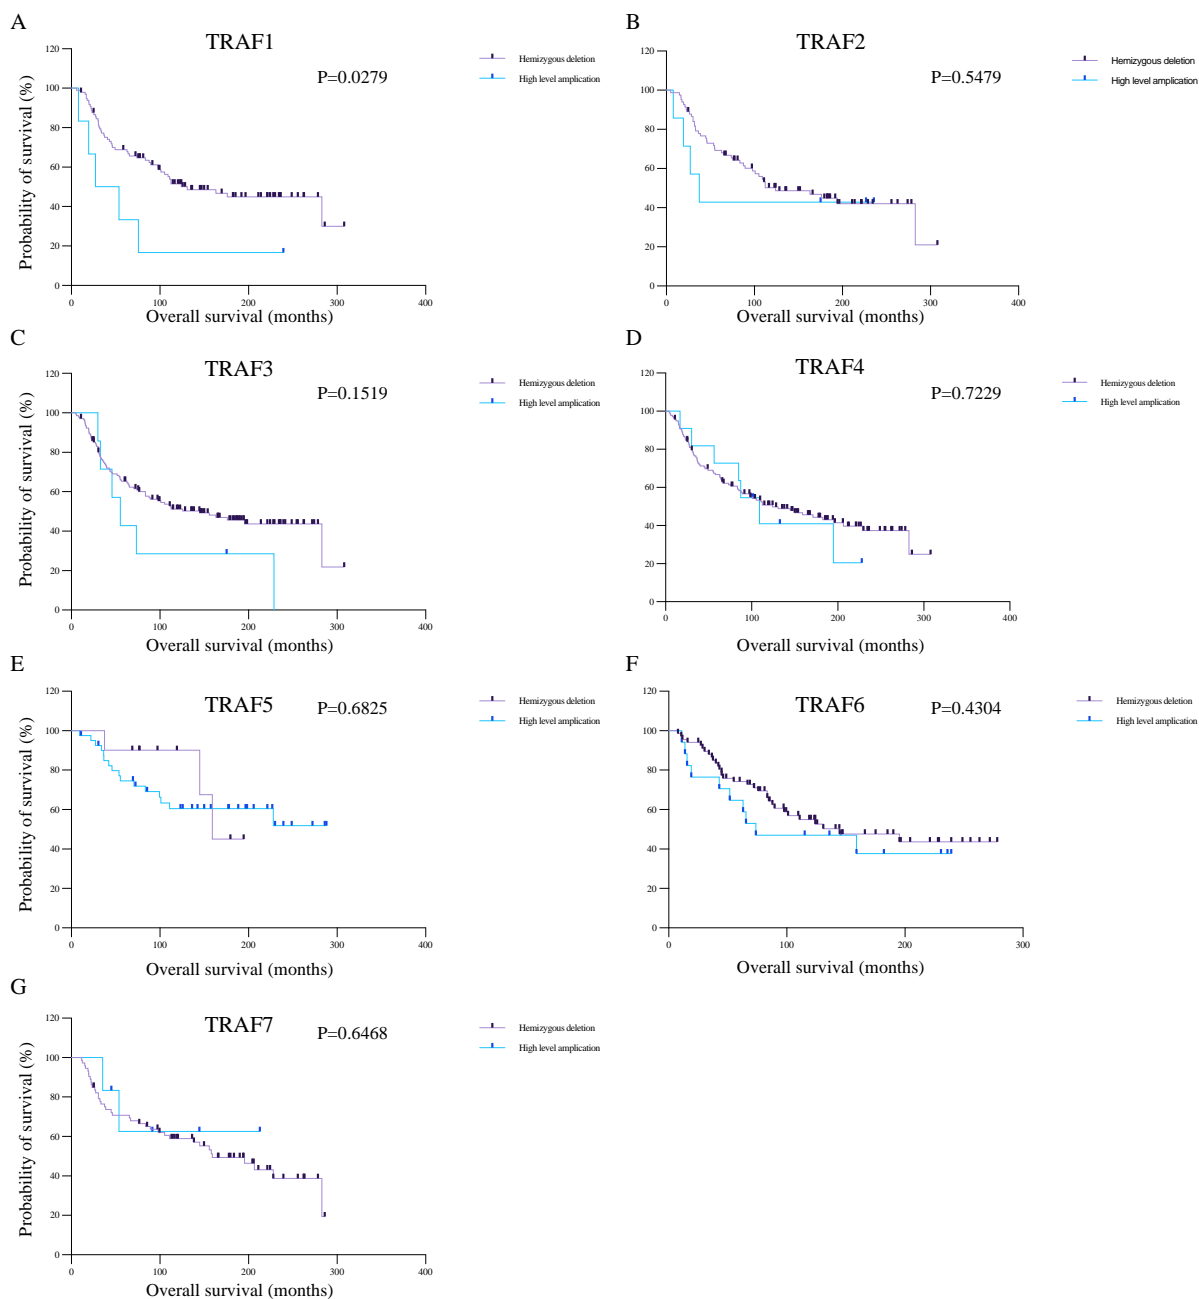 A
TRAF1
P=0.0279
Hemizygous deletion
High level amplication
Probability of survival (%)
120
100
80
60
40
20
0
0 100 200 300 400
Overall survival (months)
B
TRAF2
P=0.5479
Hemizygous deletion
High level amplication
120
100
80
60
40
20
0
0 100 200 300 400
Overall survival (months)
C
TRAF3
P=0.1519
Hemizygous deletion
High level amplication
Probability of survival (%)
120
100
80
60
40
20
0
0 100 200 300 400
Overall survival (months)
D
TRAF4
P=0.7229
Hemizygous deletion
High level amplication
120
100
80
60
40
20
0
0 100 200 300 400
Overall survival (months)
E
TRAF5
P=0.6825
Hemizygous deletion
High level amplication
Probability of survival (%)
120
100
80
60
40
20
0
0 100 200 300 400
Overall survival (months)
F
TRAF6
P=0.4304
Hemizygous deletion
High level amplication
120
100
80
60
40
20
0
0 100 200 300
Overall survival (months)
G
TRAF7
P=0.6468
Hemizygous deletion
High level amplication
Probability of survival (%)
120
100
80
60
40
20
0
0 100 200 300 400
Overall survival (months)